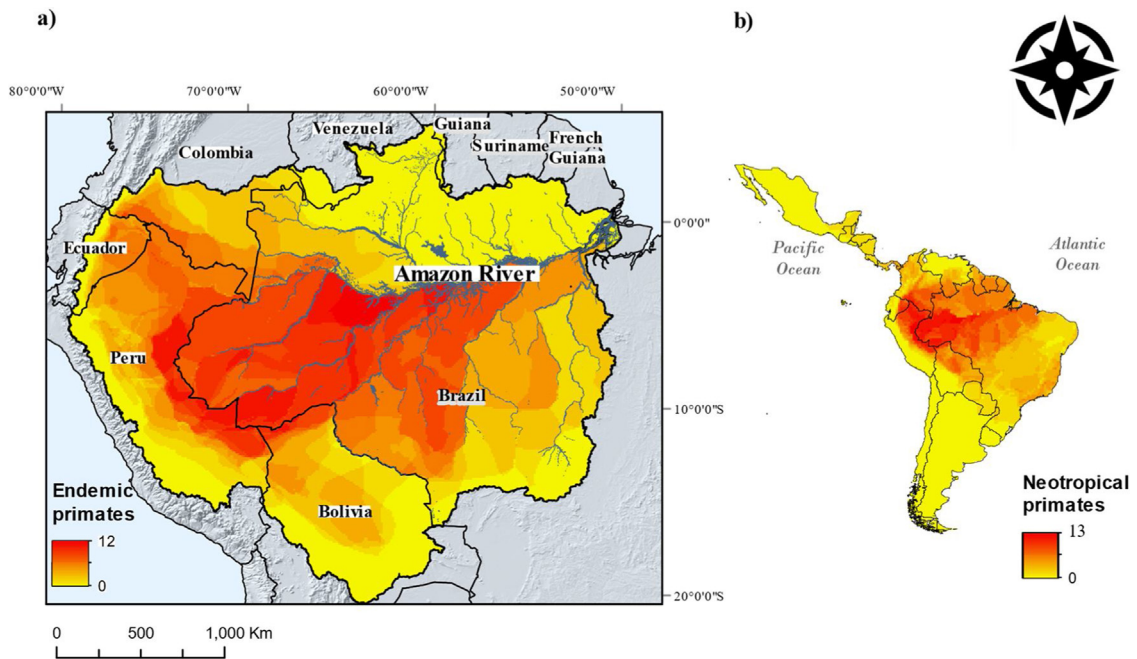 a)
b)
80°0'0"W
70°0'0"W
60°0'0"W
50°0'0"W
Venezuela
Guiana
Colombia
Suriname
French
Guiana
0°0'0"
Ecuador
Pacific
Ocean
Atlantic
Ocean
Amazon River
Peru
Brazil
10°0'0"S
Endemic
primates
12
0
Bolivia
Neotropical
primates
13
0
20°0'0"S
0
500
1,000 Km